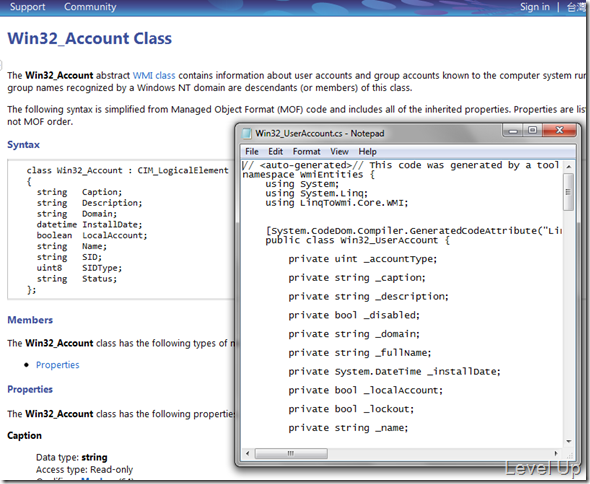 Support Community Sign in | 台灣
Win32_Account Class
The Win32_Account abstract WMI class contains information about user accounts and group accounts known to the computer system run
group names recognized by a Windows NT domain are descendants (or members) of this class.
The following syntax is simplified from Managed Object Format (MOF) code and includes all of the inherited properties. Properties are lis
not MOF order.
Syntax
class Win32_Account : CIM_LogicalElement
{
string Caption;
string Description;
string Domain;
datetime InstallDate;
boolean LocalAccount;
string Name;
string SID;
uint8 SIDType;
string Status;
};
Members
The Win32_Account class has the following types of
Properties
Properties
The Win32_Account class has the following properties
Caption
Data type: string
Access type: Read-only
Win32_UserAccount.cs - Notepad
File Edit Format View Help
// <auto-generated>// This code was generated by a tool
namespace WmiEntities {
using System;
using System.Linq;
using LinqToWmi.Core.WMI;
[System.CodeDom.Compiler.GeneratedCodeAttribute("Lin
public class Win32_UserAccount {
private uint _accountType;
private string _caption;
private string _description;
private bool _disabled;
private string _domain;
private string _fullName;
private System.DateTime _installDate;
private bool _localAccount;
private bool _lockout;
private string _name;
Level Up